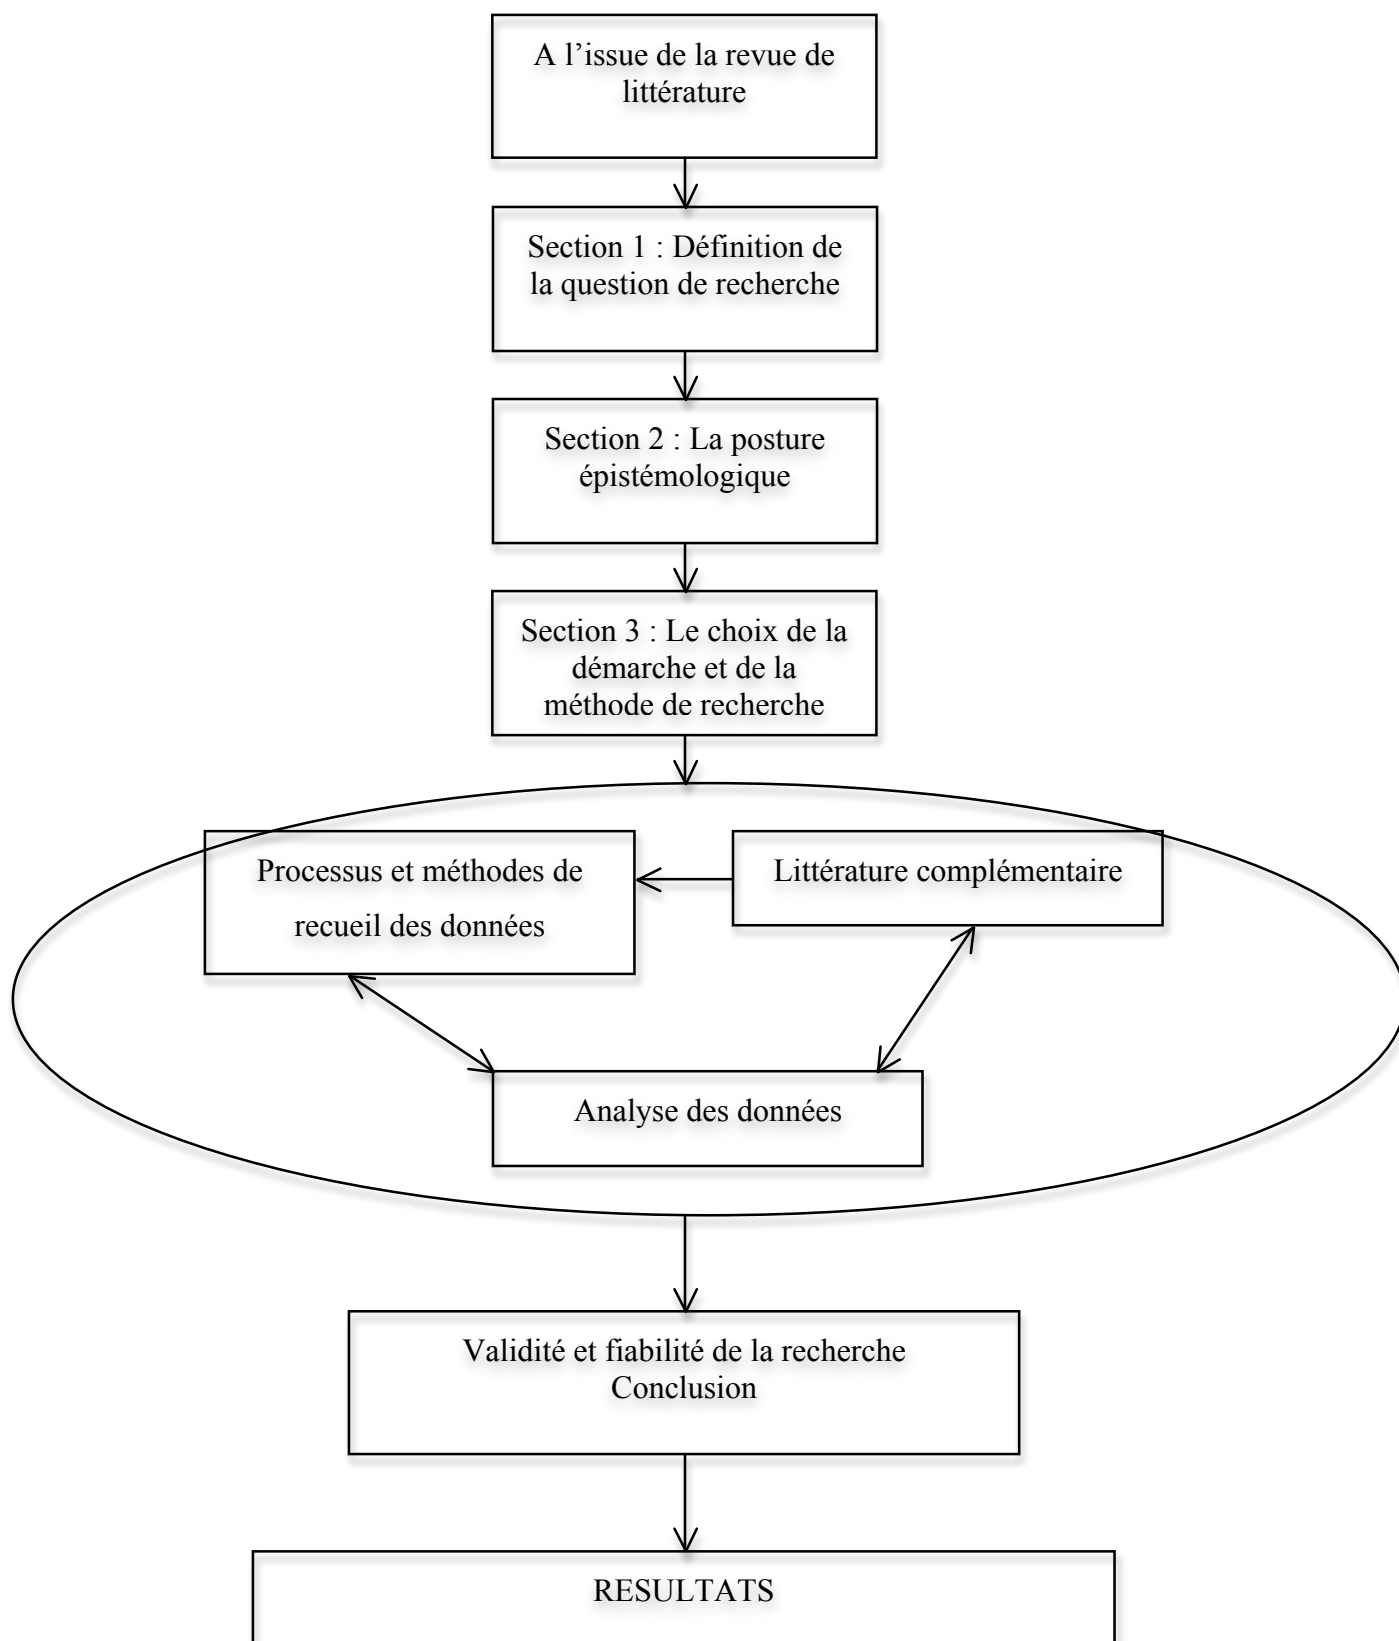 A l’issue de la revue de
littérature
Section 1 : Définition de
la question de recherche
Section 2 : La posture
épistémologique
Section 3 : Le choix de la
démarche et de la
méthode de recherche
Processus et méthodes de
recueil des données
Littérature complémentaire
Analyse des données
Validité et fiabilité de la recherche
Conclusion
RESULTATS